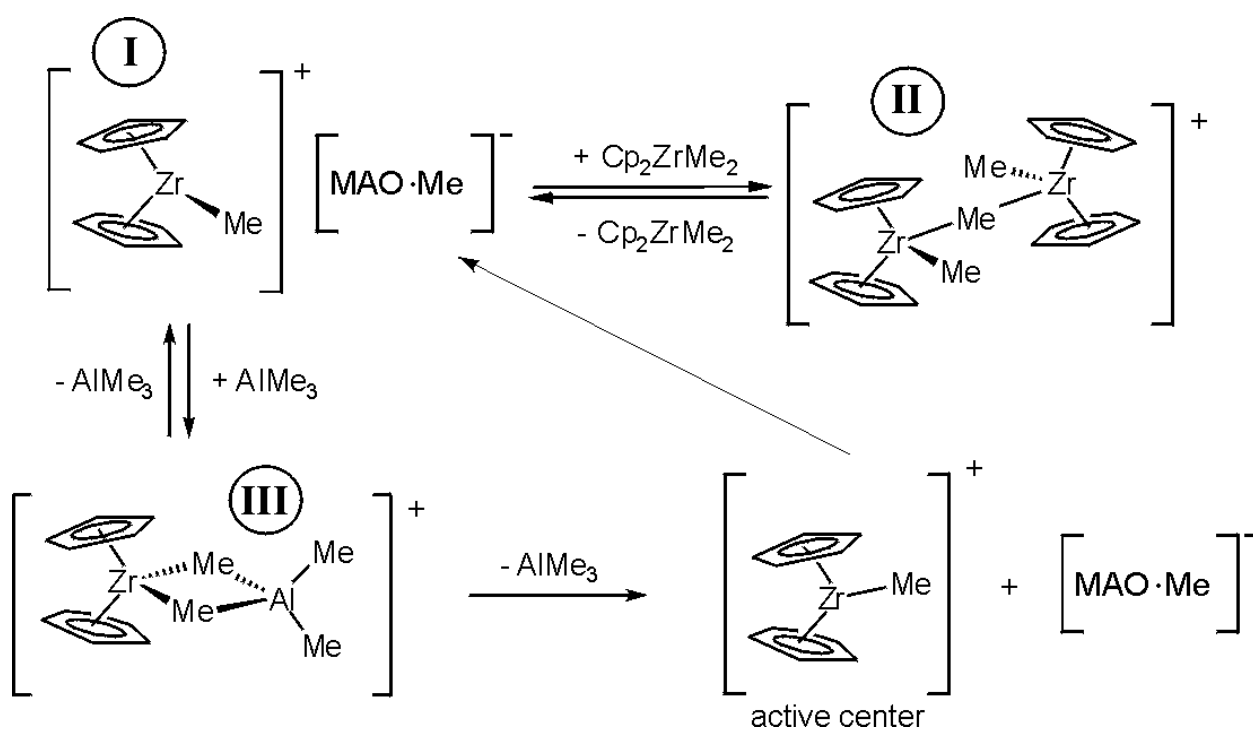 I
II
+
+
Zr
Me
[MAO·Me]-
+ Cp2ZrMe2
- Cp2ZrMe2
Me
Zr
Me
Zr
Me
- AlMe3
+ AlMe3
III
+
Zr
Me
Me
Al
Me
Me
- AlMe3
+
Zr
Me
+
[MAO·Me]-
active center